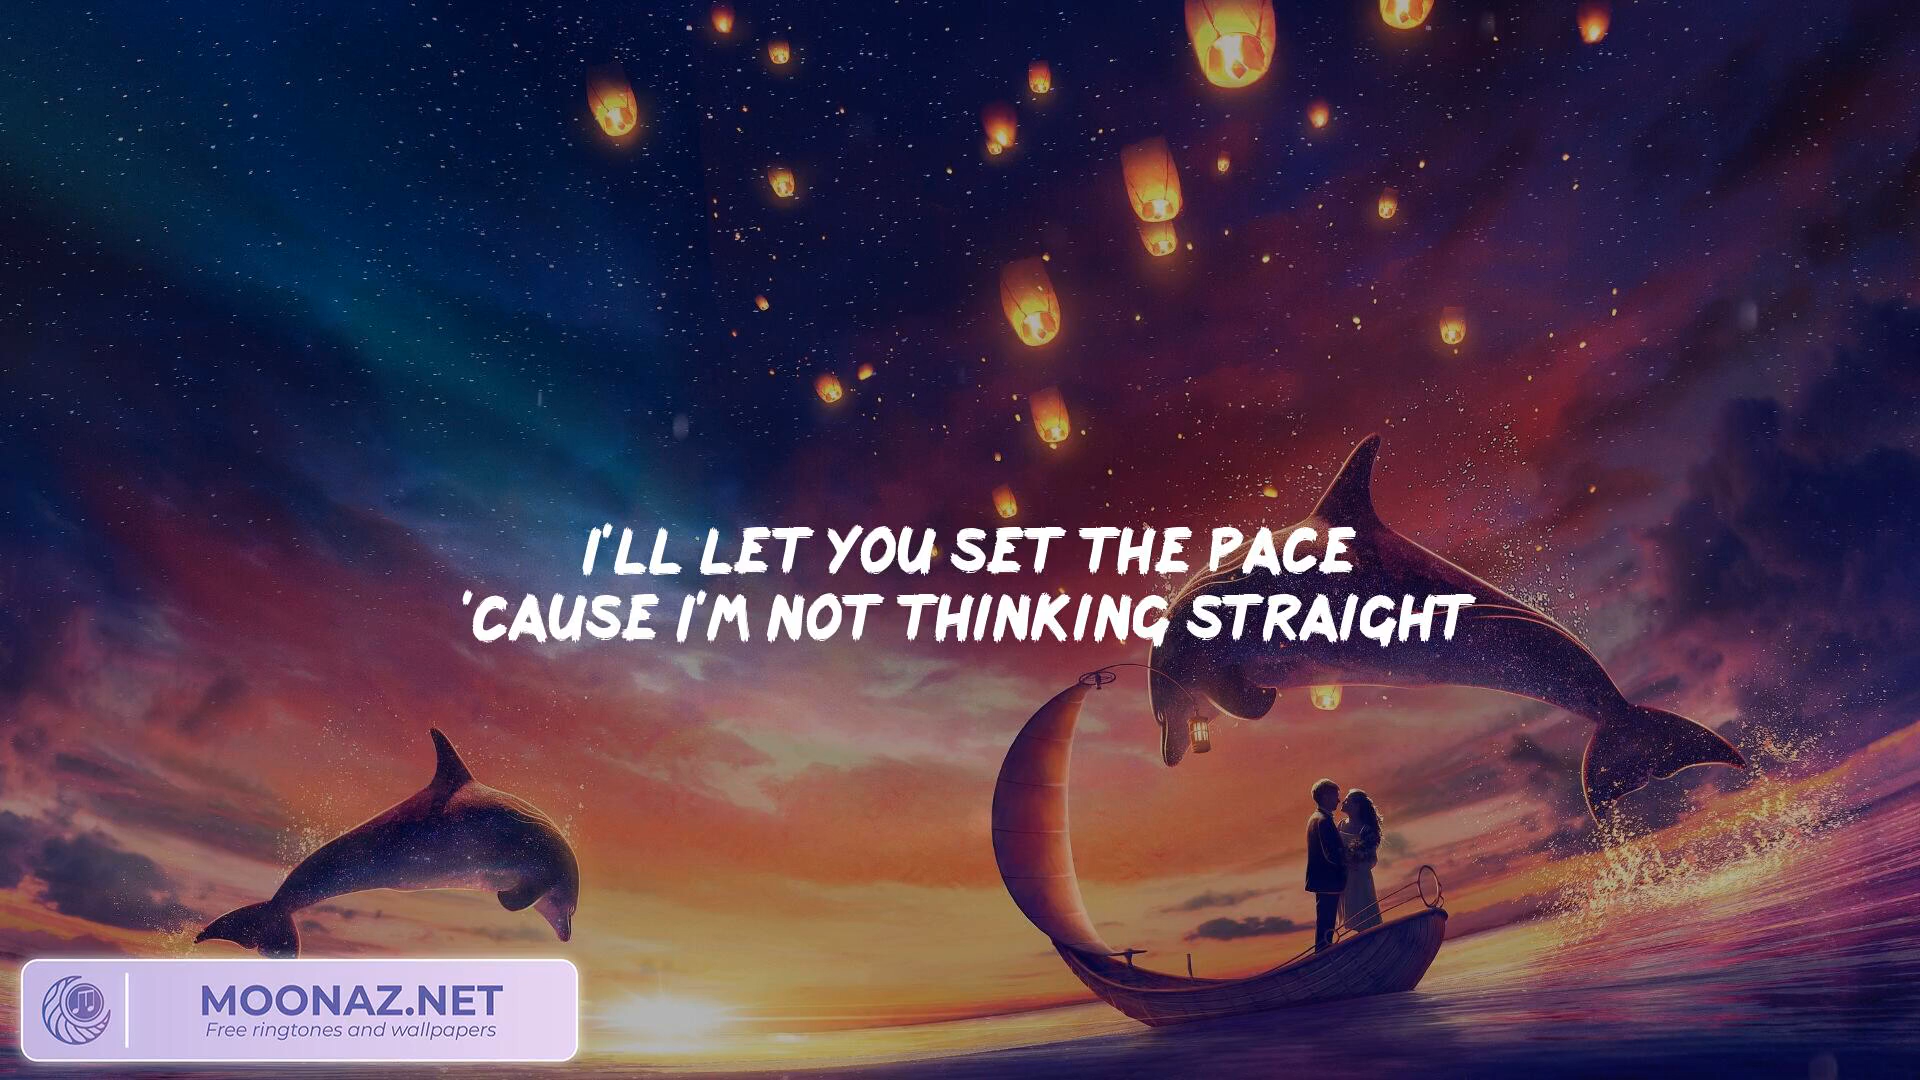 I'LL LET YOU SET THE PACE
'CAUSE I'M NOT THINKING STRAIGHT
MOONAZ.NET
Free ringtones and wallpapers